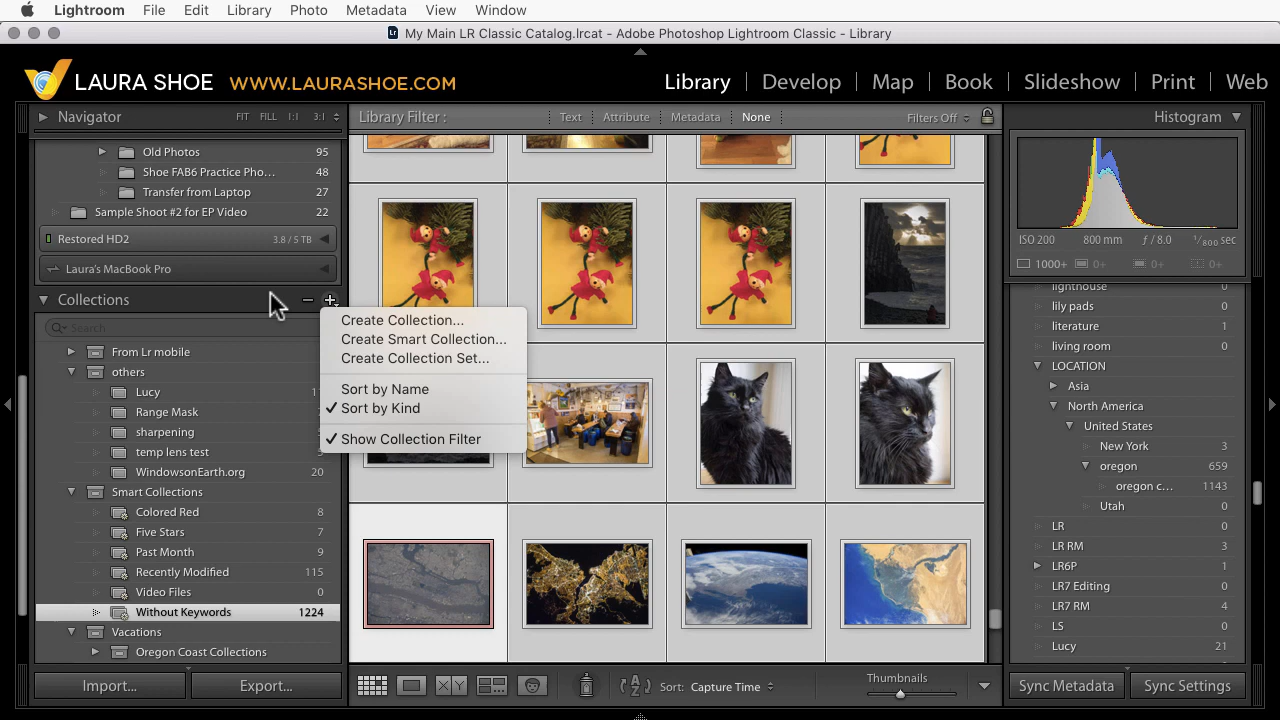 Lightroom File Edit Library Photo Metadata View Window
Lr My Main LR Classic Catalog.lrcat - Adobe Photoshop Lightroom Classic - Library
LAURA SHOE WWW.LAURASHOE.COM
Library | Develop | Map | Book | Slideshow | Print | Web
Navigator FIT FILL 1:1 3:1
Old Photos 95
Shoe FAB6 Practice Pho... 48
Transfer from Laptop 27
Sample Shoot #2 for EP Video 22
Restored HD2 3.8 / 5 TB
Laura's MacBook Pro
Collections
Search
From Lr mobile
others
Lucy
Range Mask
sharpening
temp lens test
WindowsonEarth.org 20
Smart Collections
Colored Red 8
Five Stars 7
Past Month 9
Recently Modified 115
Video Files 0
Without Keywords 1224
Vacations
Oregon Coast Collections
Import... Export...
Create Collection...
Create Smart Collection...
Create Collection Set...
Sort by Name
✓ Sort by Kind
✓ Show Collection Filter
Library Filter : Text Attribute Metadata None Filters Off
XY
Sort: Capture Time
Thumbnails
Histogram
ISO 200 800 mm ƒ / 8.0 1/800 sec
1000+ 0+ 0+ 0+
lighthouse 0
lily pads 0
literature 1
living room 0
LOCATION
Asia
North America
United States
New York 3
oregon 659
oregon c... 1143
Utah 0
LR 0
LR RM 3
LR6P 1
LR7 Editing 0
LR7 RM 4
LS 0
Lucy 21
Sync Metadata Sync Settings